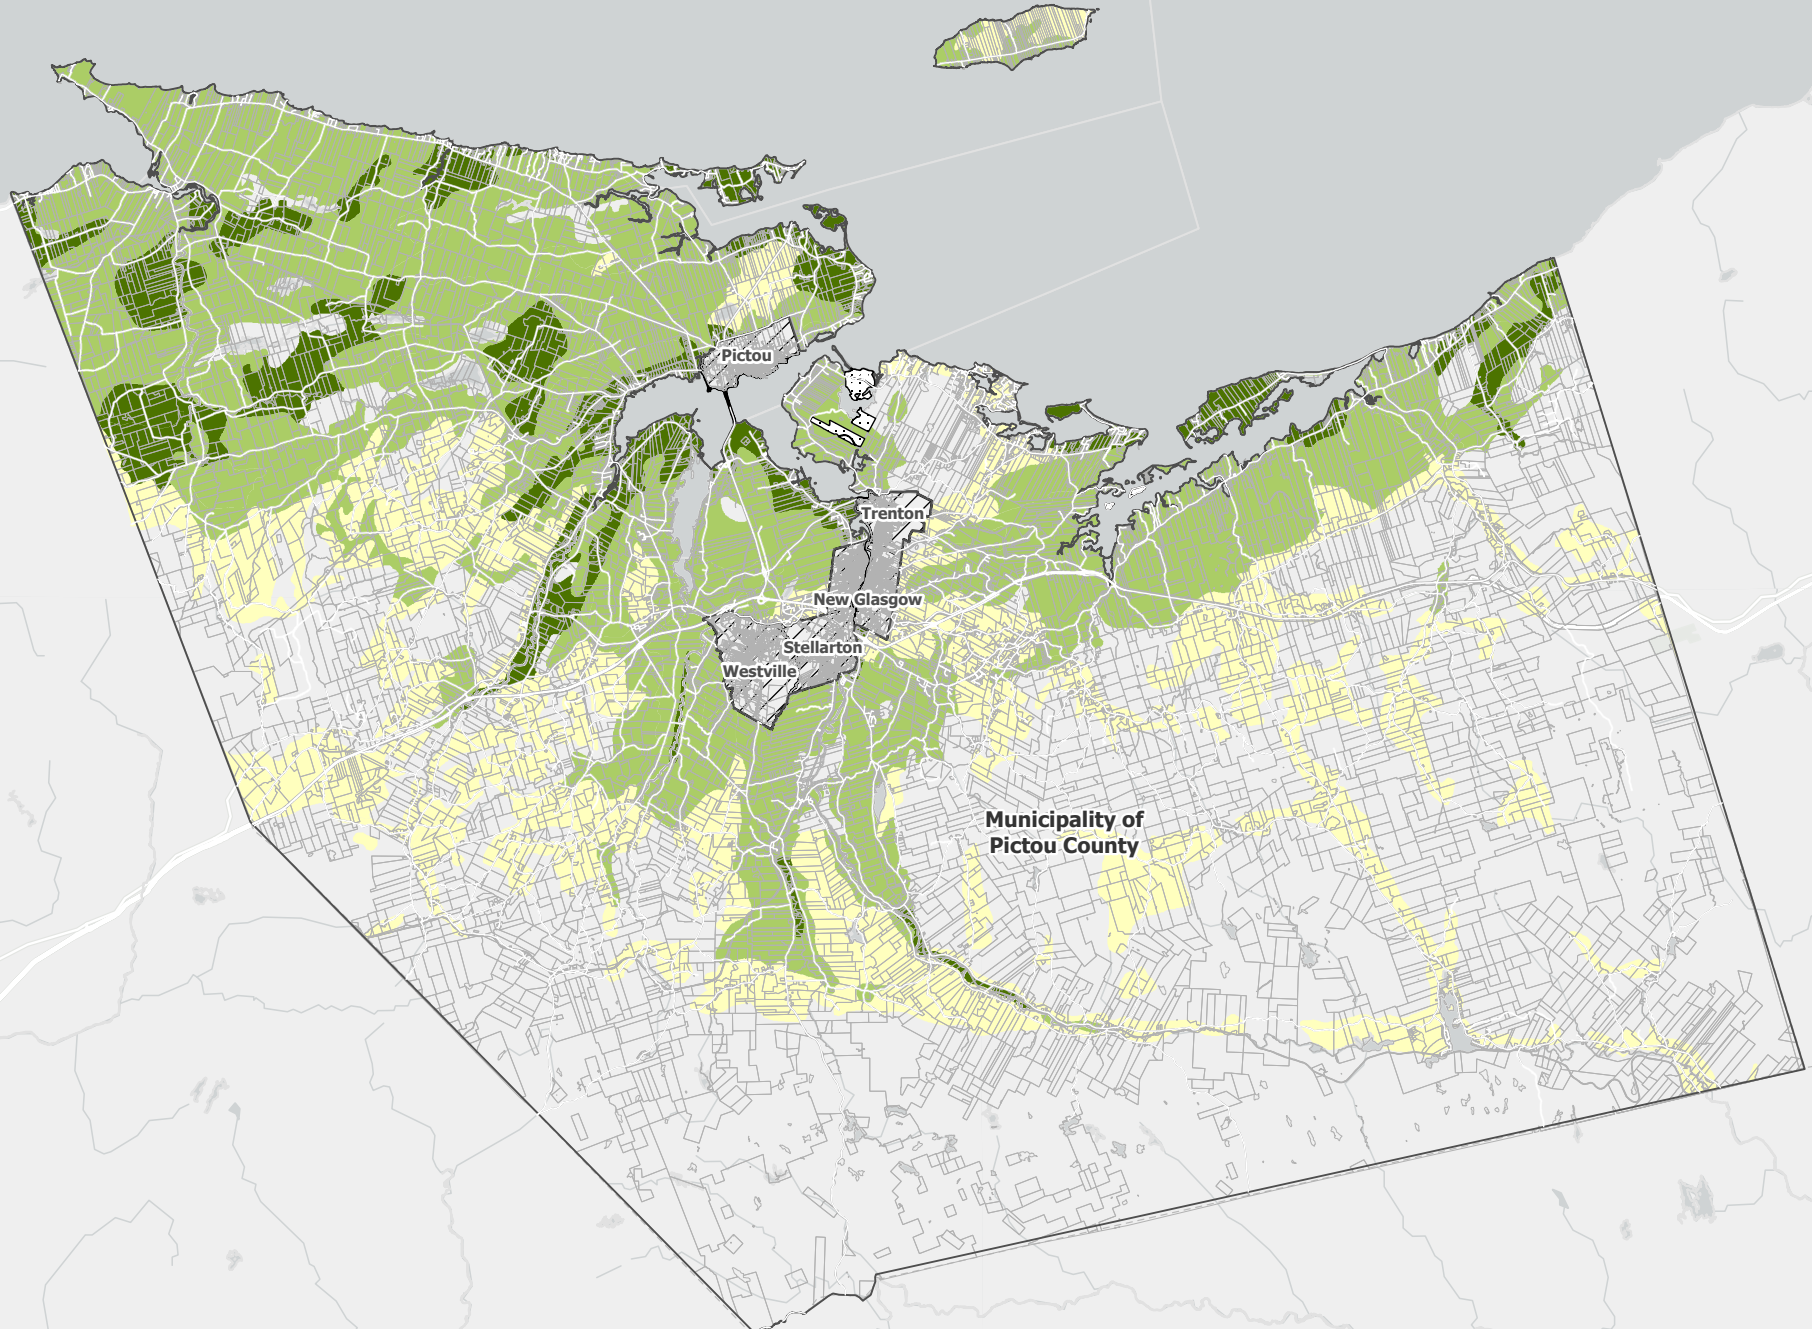 Pictou
Trenton
New Glasgow
Stellarton
Westville
Municipality of
Pictou County